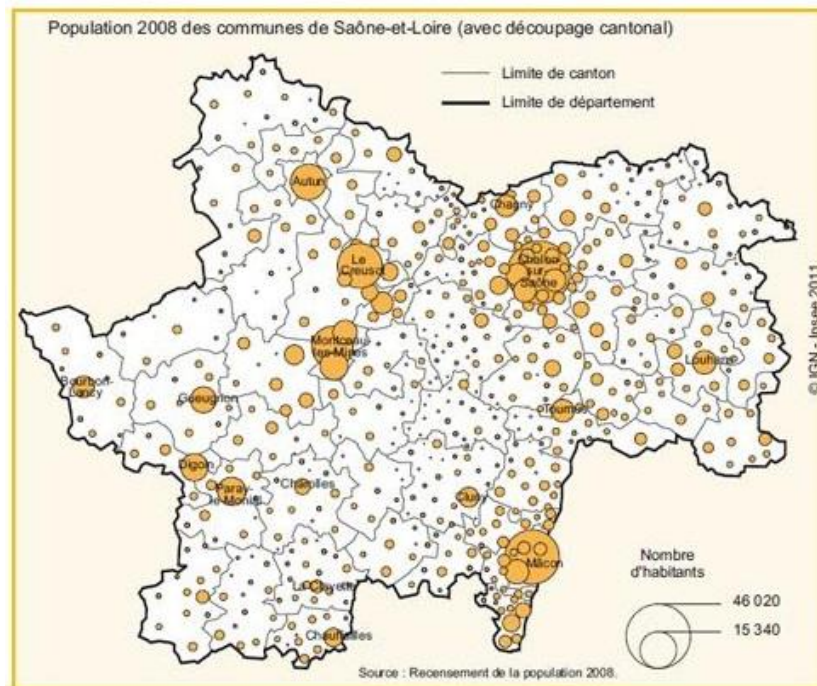 Population 2008 des communes de Saône-et-Loire (avec découpage cantonal)
Limite de canton
Limite de département
Autun
Chagny
Le
Creusot
Chalon
sur
Saône
Montceau
les-Mines
Louhans
Bourbon-
Lancy
Gueugnon
Tournus
Digoin
Paray-
le-Monial
Charolles
Cluny
Mâcon
La Clayette
Chauffailles
Nombre
d'habitants
46 020
15 340
Source : Recensement de la population 2008.
© IGN - Insee 2011